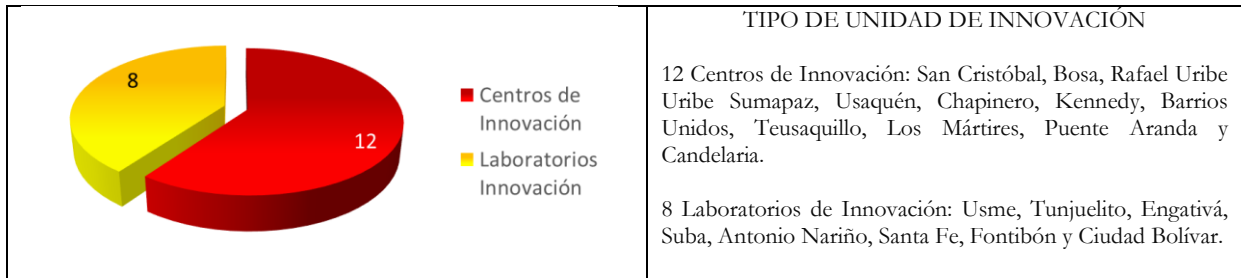 8
12
Centros de
Innovación
Laboratorios
Innovación
TIPO DE UNIDAD DE INNOVACIÓN
12 Centros de Innovación: San Cristóbal, Bosa, Rafael Uribe
Uribe Sumapaz, Usaquén, Chapinero, Kennedy, Barrios
Unidos, Teusaquillo, Los Mártires, Puente Aranda y
Candelaria.
8 Laboratorios de Innovación: Usme, Tunjuelito, Engativá,
Suba, Antonio Nariño, Santa Fe, Fontibón y Ciudad Bolívar.